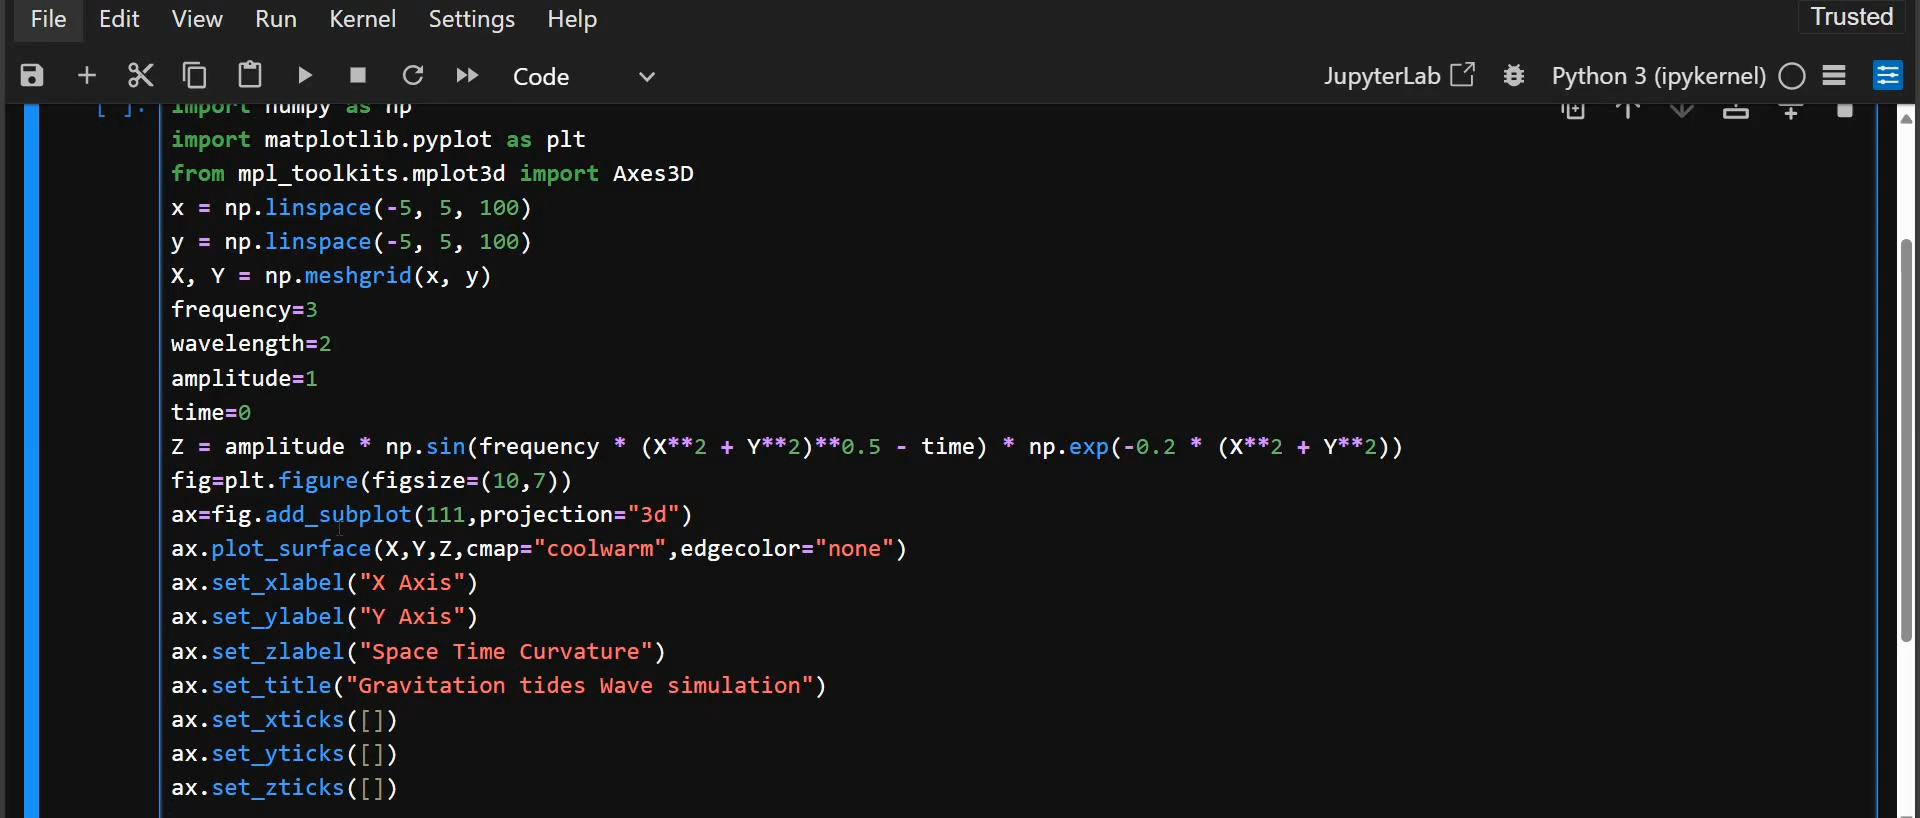 File Edit View Run Kernel Settings Help Trusted
Code JupyterLab Python 3 (ipykernel)
[ ]: import numpy as np
import matplotlib.pyplot as plt
from mpl_toolkits.mplot3d import Axes3D
x = np.linspace(-5, 5, 100)
y = np.linspace(-5, 5, 100)
X, Y = np.meshgrid(x, y)
frequency=3
wavelength=2
amplitude=1
time=0
Z = amplitude * np.sin(frequency * (X**2 + Y**2)**0.5 - time) * np.exp(-0.2 * (X**2 + Y**2))
fig=plt.figure(figsize=(10,7))
ax=fig.add_subplot(111,projection="3d")
ax.plot_surface(X,Y,Z,cmap="coolwarm",edgecolor="none")
ax.set_xlabel("X Axis")
ax.set_ylabel("Y Axis")
ax.set_zlabel("Space Time Curvature")
ax.set_title("Gravitation tides Wave simulation")
ax.set_xticks([])
ax.set_yticks([])
ax.set_zticks([])